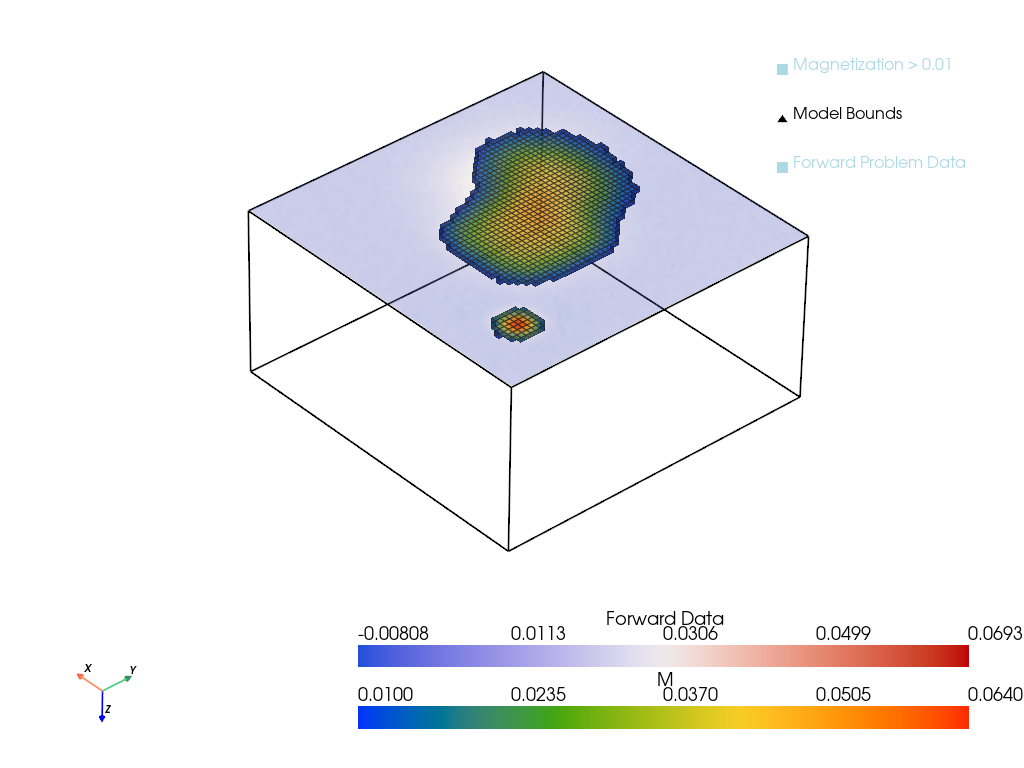 Magnetization > 0.01
Model Bounds
Forward Problem Data
Forward Data
-0.00808 0.0113 0.0306 0.0499 0.0693
M
0.0100 0.0235 0.0370 0.0505 0.0640
X
Y
Z